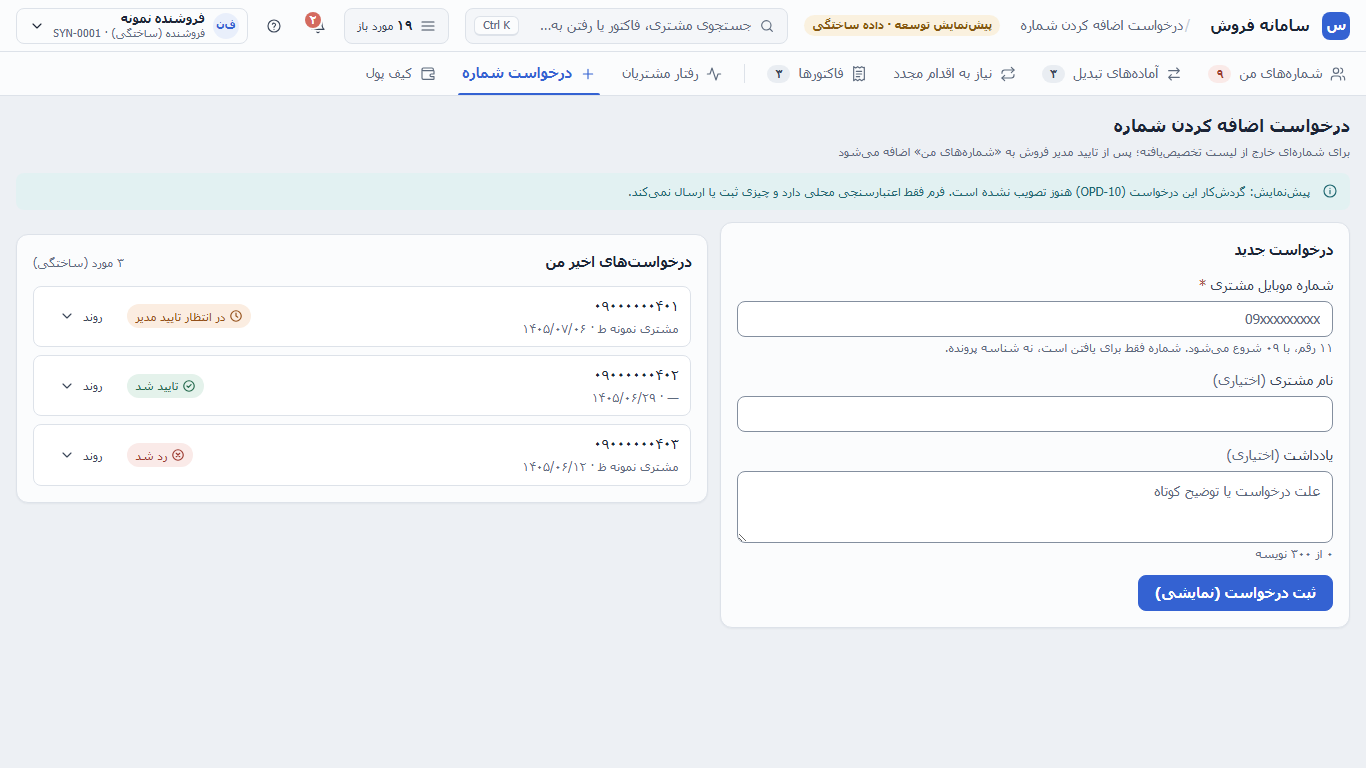 س
سامانه فروش
/ درخواست اضافه کردن شماره
پیش‌نمایش توسعه · داده ساختگی
جستجوی مشتری، فاکتور یا رفتن به...
Ctrl K
۱۹ مورد باز
۲
ف‌ن
فروشنده نمونه
فروشنده (ساختگی) · SYN-0001
شماره‌های من ۹
آماده‌های تبدیل ۳
نیاز به اقدام مجدد
فاکتورها ۳
رفتار مشتریان
درخواست شماره
کیف پول
درخواست اضافه کردن شماره
برای شماره‌ای خارج از لیست تخصیص‌یافته؛ پس از تایید مدیر فروش به «شماره‌های من» اضافه می‌شود
پیش‌نمایش: گردش‌کار این درخواست (OPD-10) هنوز تصویب نشده است. فرم فقط اعتبارسنجی محلی دارد و چیزی ثبت یا ارسال نمی‌کند.
درخواست جدید
شماره موبایل مشتری *
09xxxxxxxxx
۱۱ رقم، با ۰۹ شروع می‌شود. شماره فقط برای یافتن است، نه شناسه پرونده.
نام مشتری (اختیاری)
یادداشت (اختیاری)
علت درخواست یا توضیح کوتاه
۰ از ۳۰۰ نویسه
ثبت درخواست (نمایشی)
درخواست‌های اخیر من
۳ مورد (ساختگی)
۰۹۰۰۰۰۰۰۴۰۱
مشتری نمونه ط · ۱۴۰۵/۰۷/۰۶
در انتظار تایید مدیر
روند
۰۹۰۰۰۰۰۰۴۰۲
— · ۱۴۰۵/۰۶/۲۹
تایید شد
روند
۰۹۰۰۰۰۰۰۴۰۳
مشتری نمونه ظ · ۱۴۰۵/۰۶/۱۲
رد شد
روند